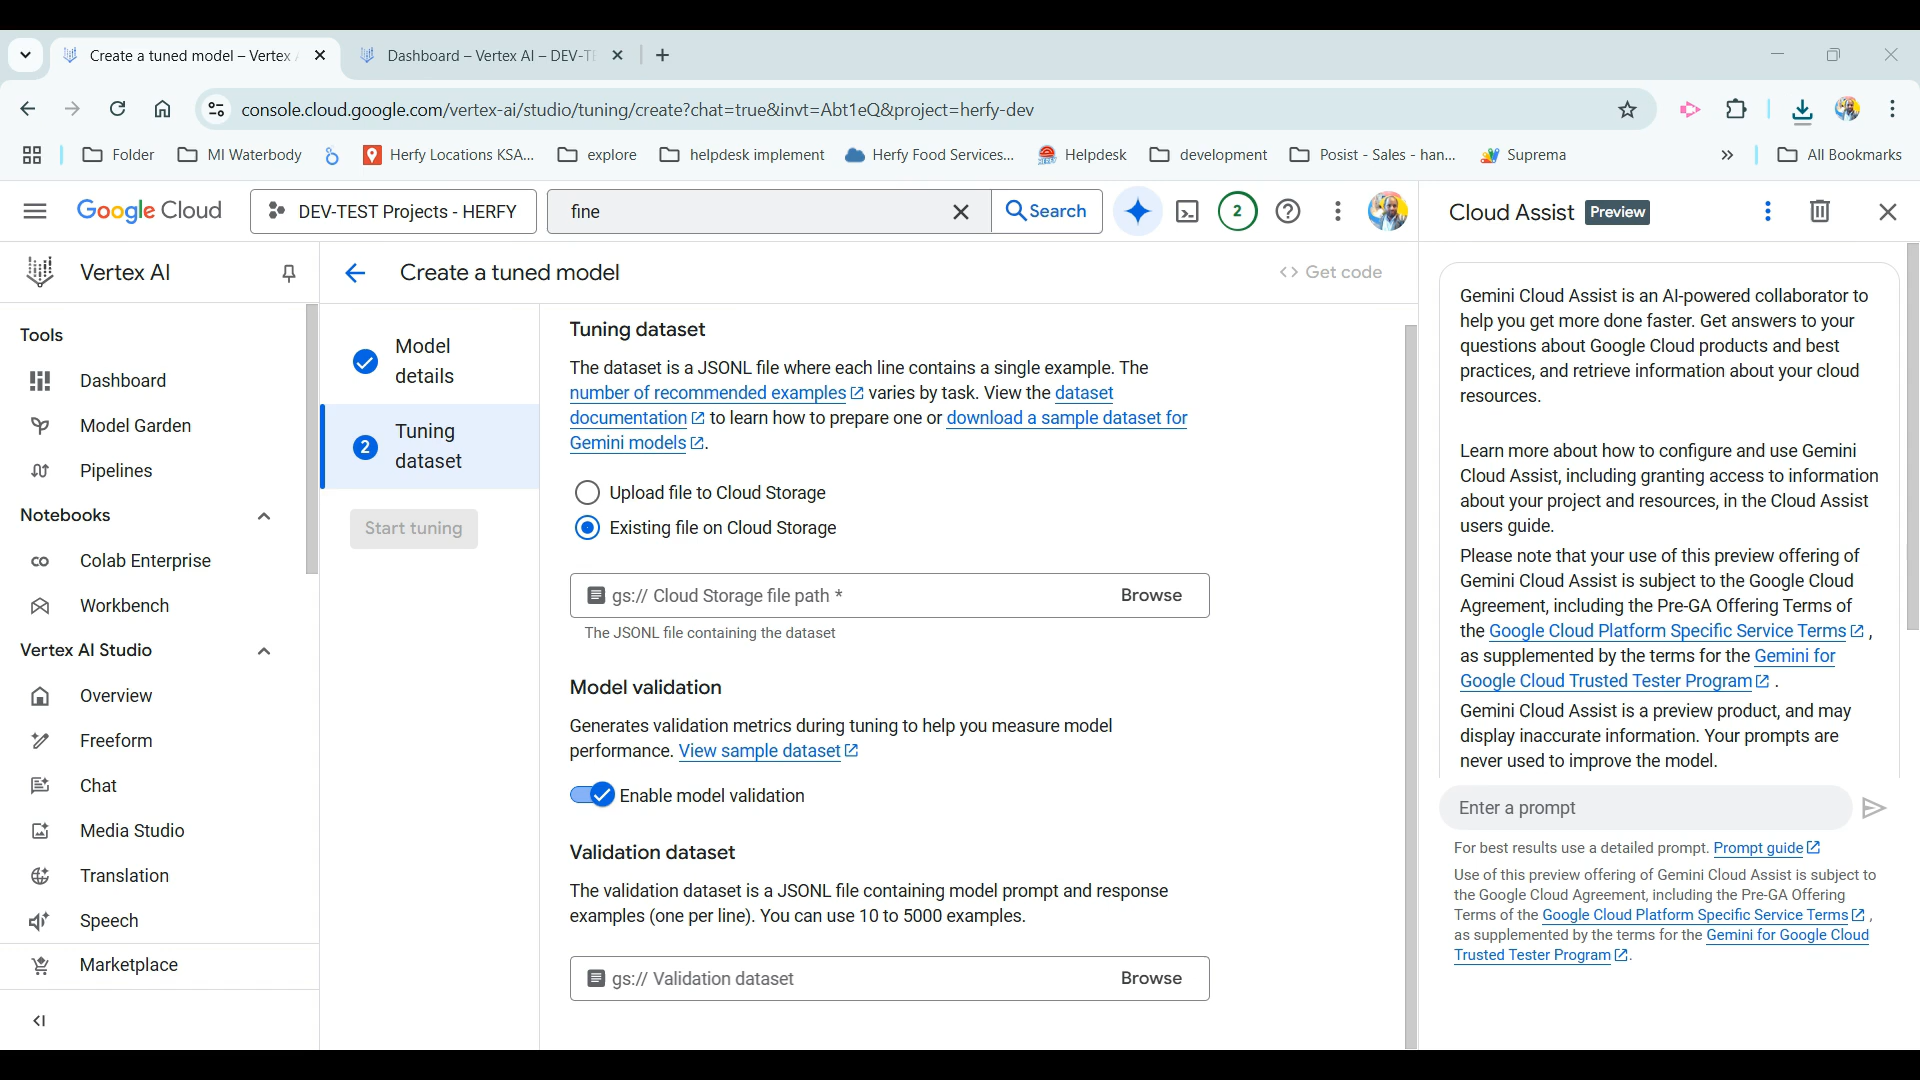 Create a tuned model – Vertex A
Dashboard – Vertex AI – DEV-TE
console.cloud.google.com/vertex-ai/studio/tuning/create?chat=true&invt=Abt1eQ&project=herfy-dev
Folder
MI Waterbody
Herfy Locations KSA...
explore
helpdesk implement
Herfy Food Services...
Helpdesk
development
Posist - Sales - han...
Suprema
All Bookmarks
Google Cloud
DEV-TEST Projects - HERFY
fine
Search
2
Cloud Assist Preview
Vertex AI
Tools
Dashboard
Model Garden
Pipelines
Notebooks
Colab Enterprise
Workbench
Vertex AI Studio
Overview
Freeform
Chat
Media Studio
Translation
Speech
Marketplace
Create a tuned model
Get code
Model
details
2
Tuning
dataset
Start tuning
Tuning dataset
The dataset is a JSONL file where each line contains a single example. The
number of recommended examples varies by task. View the dataset
documentation to learn how to prepare one or download a sample dataset for
Gemini models.
Upload file to Cloud Storage
Existing file on Cloud Storage
gs:// Cloud Storage file path *
Browse
The JSONL file containing the dataset
Model validation
Generates validation metrics during tuning to help you measure model
performance. View sample dataset
Enable model validation
Validation dataset
The validation dataset is a JSONL file containing model prompt and response
examples (one per line). You can use 10 to 5000 examples.
gs:// Validation dataset
Browse
Gemini Cloud Assist is an AI-powered collaborator to
help you get more done faster. Get answers to your
questions about Google Cloud products and best
practices, and retrieve information about your cloud
resources.
Learn more about how to configure and use Gemini
Cloud Assist, including granting access to information
about your project and resources, in the Cloud Assist
users guide.
Please note that your use of this preview offering of
Gemini Cloud Assist is subject to the Google Cloud
Agreement, including the Pre-GA Offering Terms of
the Google Cloud Platform Specific Service Terms ,
as supplemented by the terms for the Gemini for
Google Cloud Trusted Tester Program .
Gemini Cloud Assist is a preview product, and may
display inaccurate information. Your prompts are
never used to improve the model.
Enter a prompt
For best results use a detailed prompt. Prompt guide
Use of this preview offering of Gemini Cloud Assist is subject to
the Google Cloud Agreement, including the Pre-GA Offering
Terms of the Google Cloud Platform Specific Service Terms ,
as supplemented by the terms for the Gemini for Google Cloud
Trusted Tester Program .